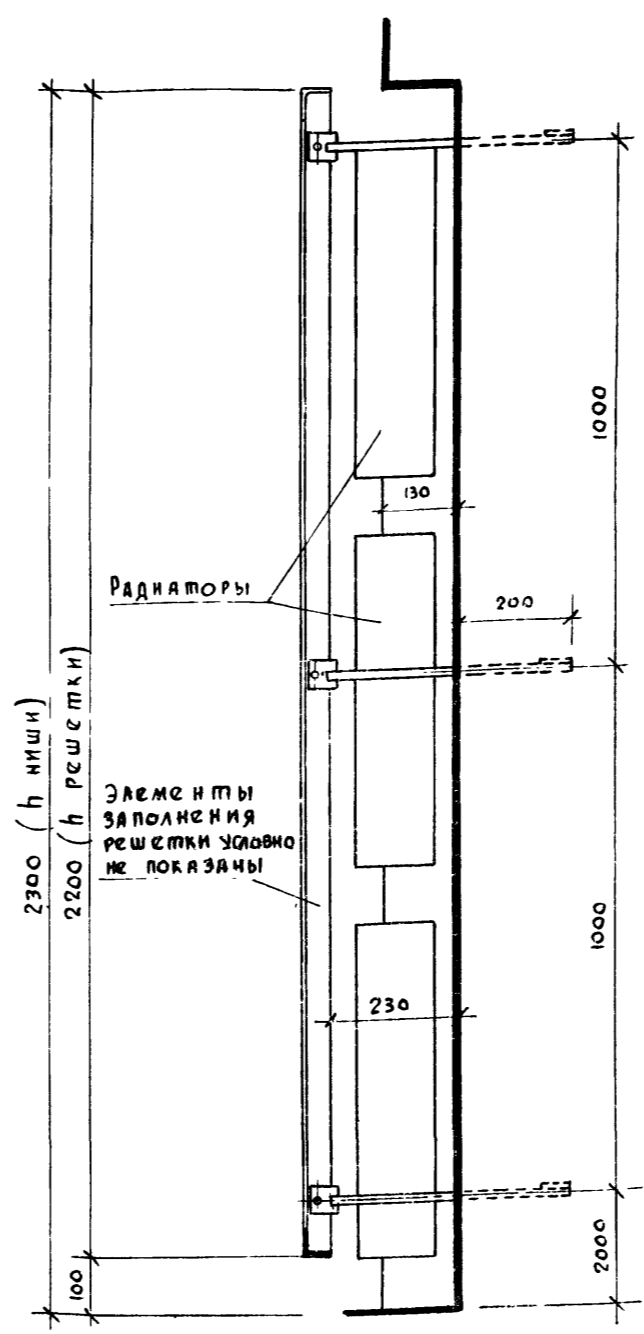 1000
130
Радиаторы
200
2300 (h ниши)
2200 (h решетки)
Элементы
заполнения
решетки условно
не показаны
1000
230
100
2000